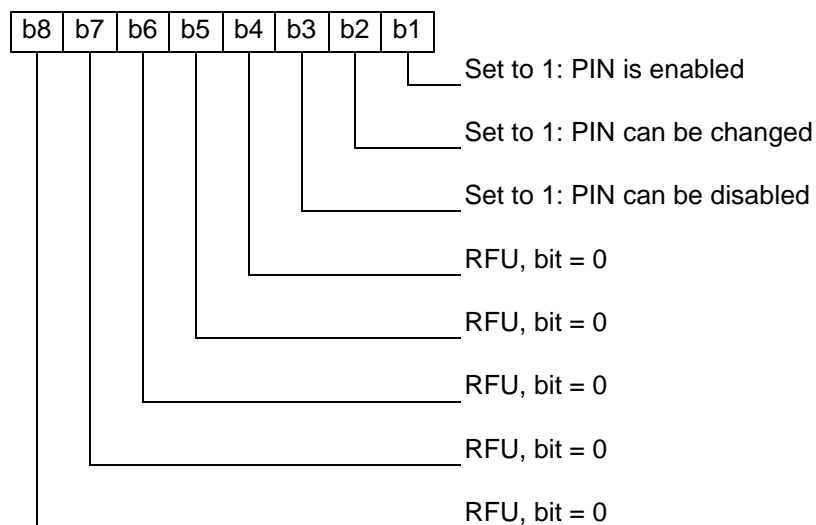 b8 b7 b6 b5 b4 b3 b2 b1
Set to 1: PIN is enabled
Set to 1: PIN can be changed
Set to 1: PIN can be disabled
RFU, bit = 0
RFU, bit = 0
RFU, bit = 0
RFU, bit = 0
RFU, bit = 0